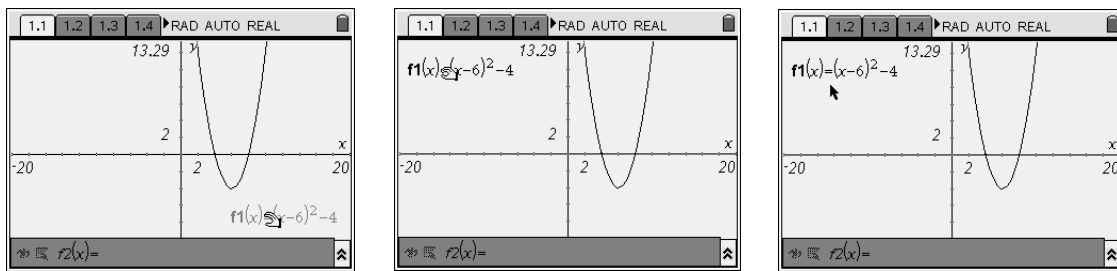 1.1 1.2 1.3 1.4 RAD AUTO REAL
13.29 y
2
x
-20 2 20
f1(x)=(x-6)²-4
f2(x)=
1.1 1.2 1.3 1.4 RAD AUTO REAL
13.29 y
f1(x)=(x-6)²-4
2
x
-20 2 20
f2(x)=
1.1 1.2 1.3 1.4 RAD AUTO REAL
13.29 y
f1(x)=(x-6)²-4
2
x
-20 2 20
f2(x)=